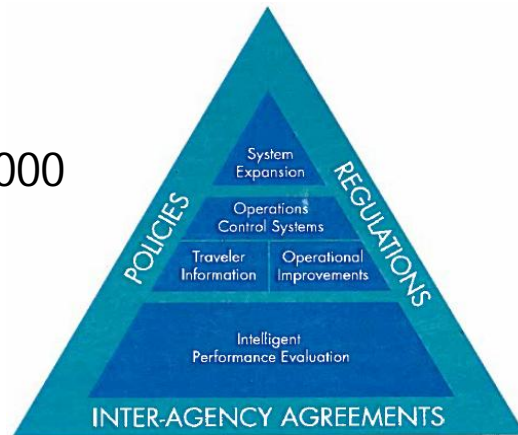 000
POLICIES
REGULATIONS
System
Expansion
Operations
Control Systems
Traveler
Information
Operational
Improvements
Intelligent
Performance Evaluation
INTER-AGENCY AGREEMENTS